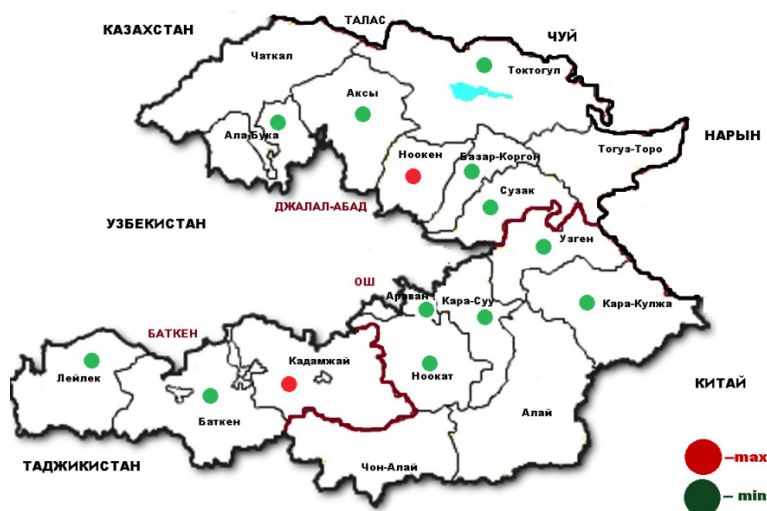 КАЗАХСТАН
ТАЛАС
ЧУЙ
Чаткал
Токтогул
Аксы
Ала-Бука
НАРЫН
Ноокен
Базар-Коргон
Тогуз-Торо
Сузак
ДЖАЛАЛ-АБАД
УЗБЕКИСТАН
Узген
ОШ
Араван
Кара-Суу
Кара-Кулжа
БАТКЕН
Кадамжай
Лейлек
Ноокат
КИТАЙ
Баткен
Алай
ТАДЖИКИСТАН
Чон-Алай
–max
– min